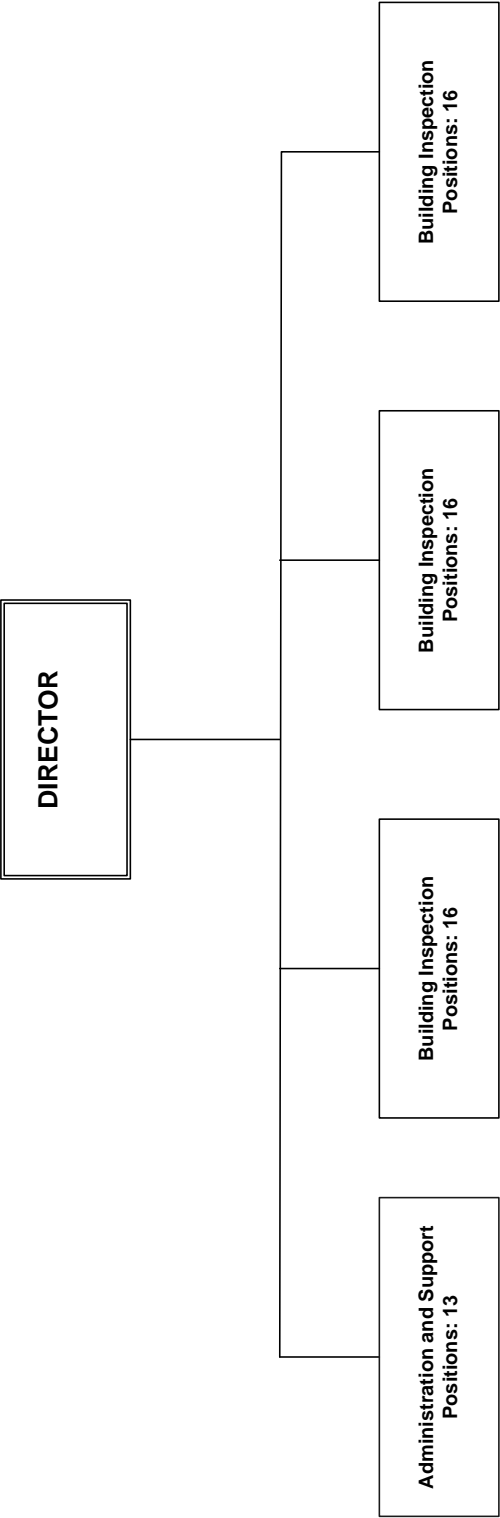 DIRECTOR
Administration and Support
Positions: 13
Building Inspection
Positions: 16
Building Inspection
Positions: 16
Building Inspection
Positions: 16